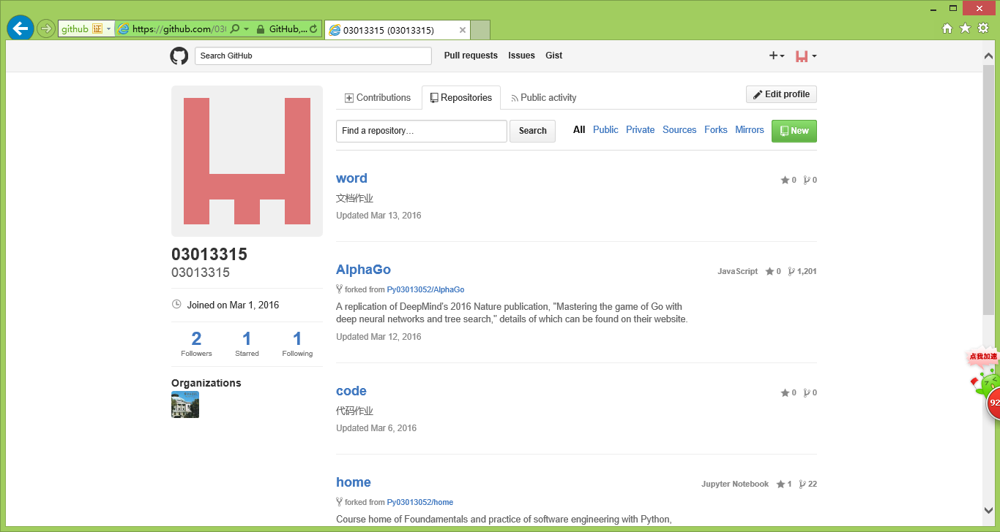 github 证 https://github.com/03 GitHub,... 03013315 (03013315)
Search GitHub Pull requests Issues Gist
Contributions Repositories Public activity Edit profile
Find a repository… Search All Public Private Sources Forks Mirrors New
word 0 0
文档作业
Updated Mar 13, 2016
03013315
03013315
Joined on Mar 1, 2016
2 1 1
Followers Starred Following
Organizations
AlphaGo JavaScript 0 1,201
forked from Py03013052/AlphaGo
A replication of DeepMind's 2016 Nature publication, "Mastering the game of Go with
deep neural networks and tree search," details of which can be found on their website.
Updated Mar 12, 2016
code 0 0
代码作业
Updated Mar 6, 2016
home Jupyter Notebook 1 22
forked from Py03013052/home
Course home of Foundamentals and practice of software engineering with Python,
点我加速
92